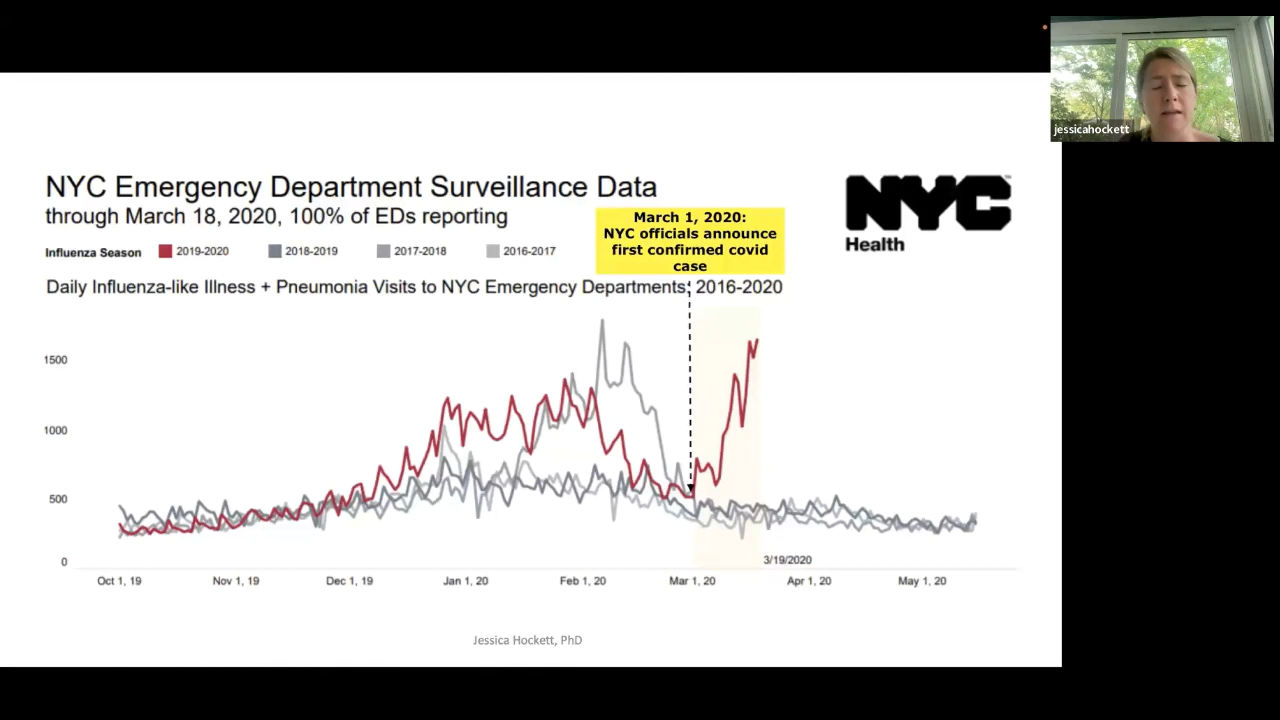 jessicahockett
NYC Emergency Department Surveillance Data
through March 18, 2020, 100% of EDs reporting
NYC
Health
March 1, 2020:
NYC officials announce
first confirmed covid
case
Influenza Season 2019-2020 2018-2019 2017-2018 2016-2017
Daily Influenza-like Illness + Pneumonia Visits to NYC Emergency Departments, 2016-2020
1500
1000
500
0
3/19/2020
Oct 1, 19 Nov 1, 19 Dec 1, 19 Jan 1, 20 Feb 1, 20 Mar 1, 20 Apr 1, 20 May 1, 20
Jessica Hockett, PhD